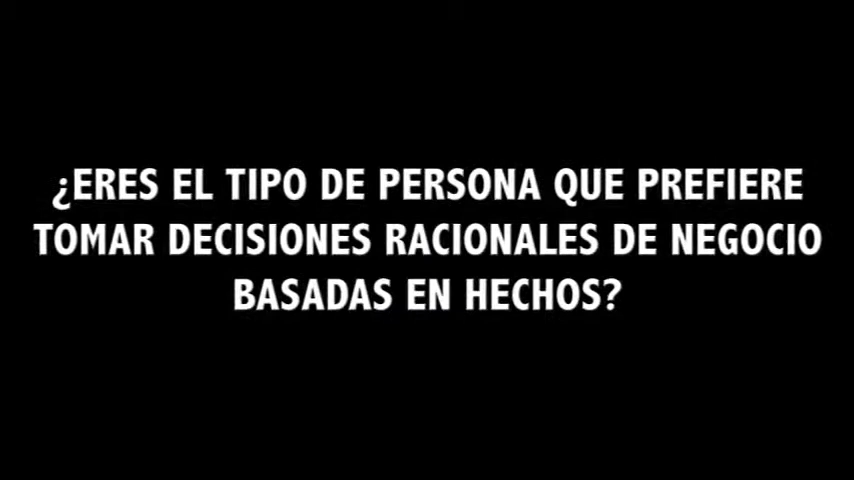 ¿ERES EL TIPO DE PERSONA QUE PREFIERE
TOMAR DECISIONES RACIONALES DE NEGOCIO
BASADAS EN HECHOS?